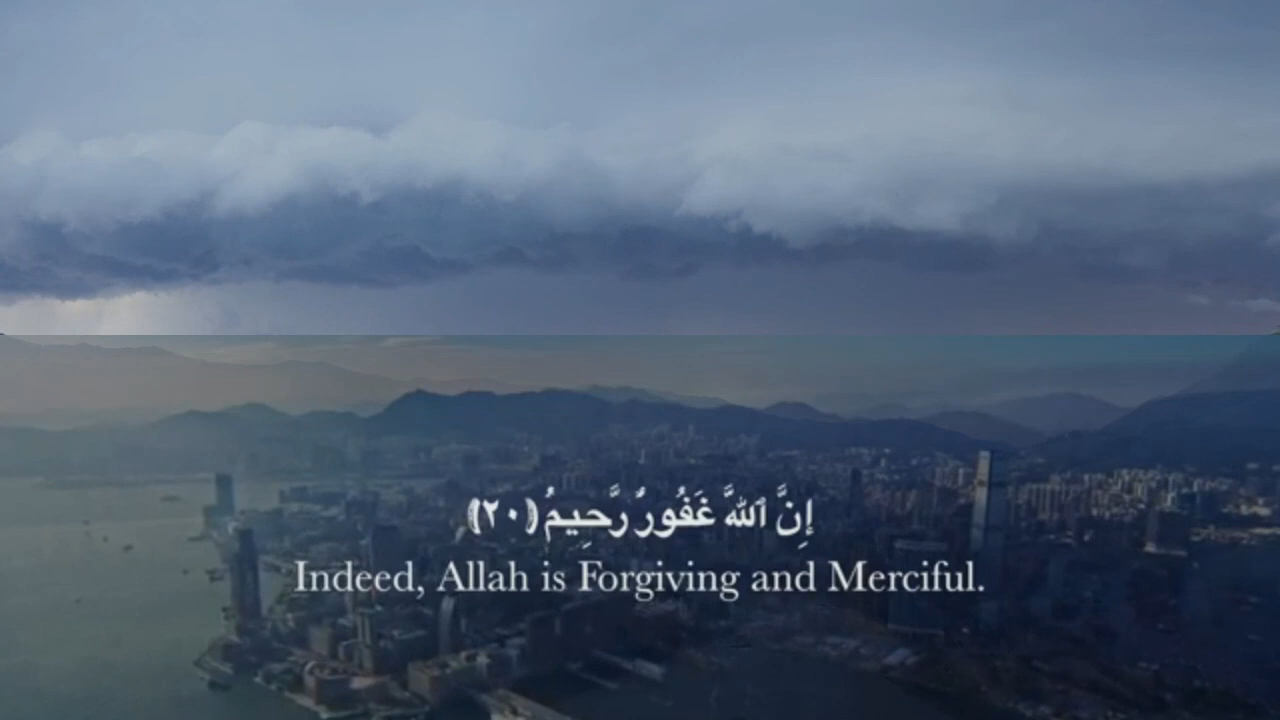 إِنَّ ٱللَّهَ غَفُورٌ رَّحِيمٌ (٢٠)
Indeed, Allah is Forgiving and Merciful.